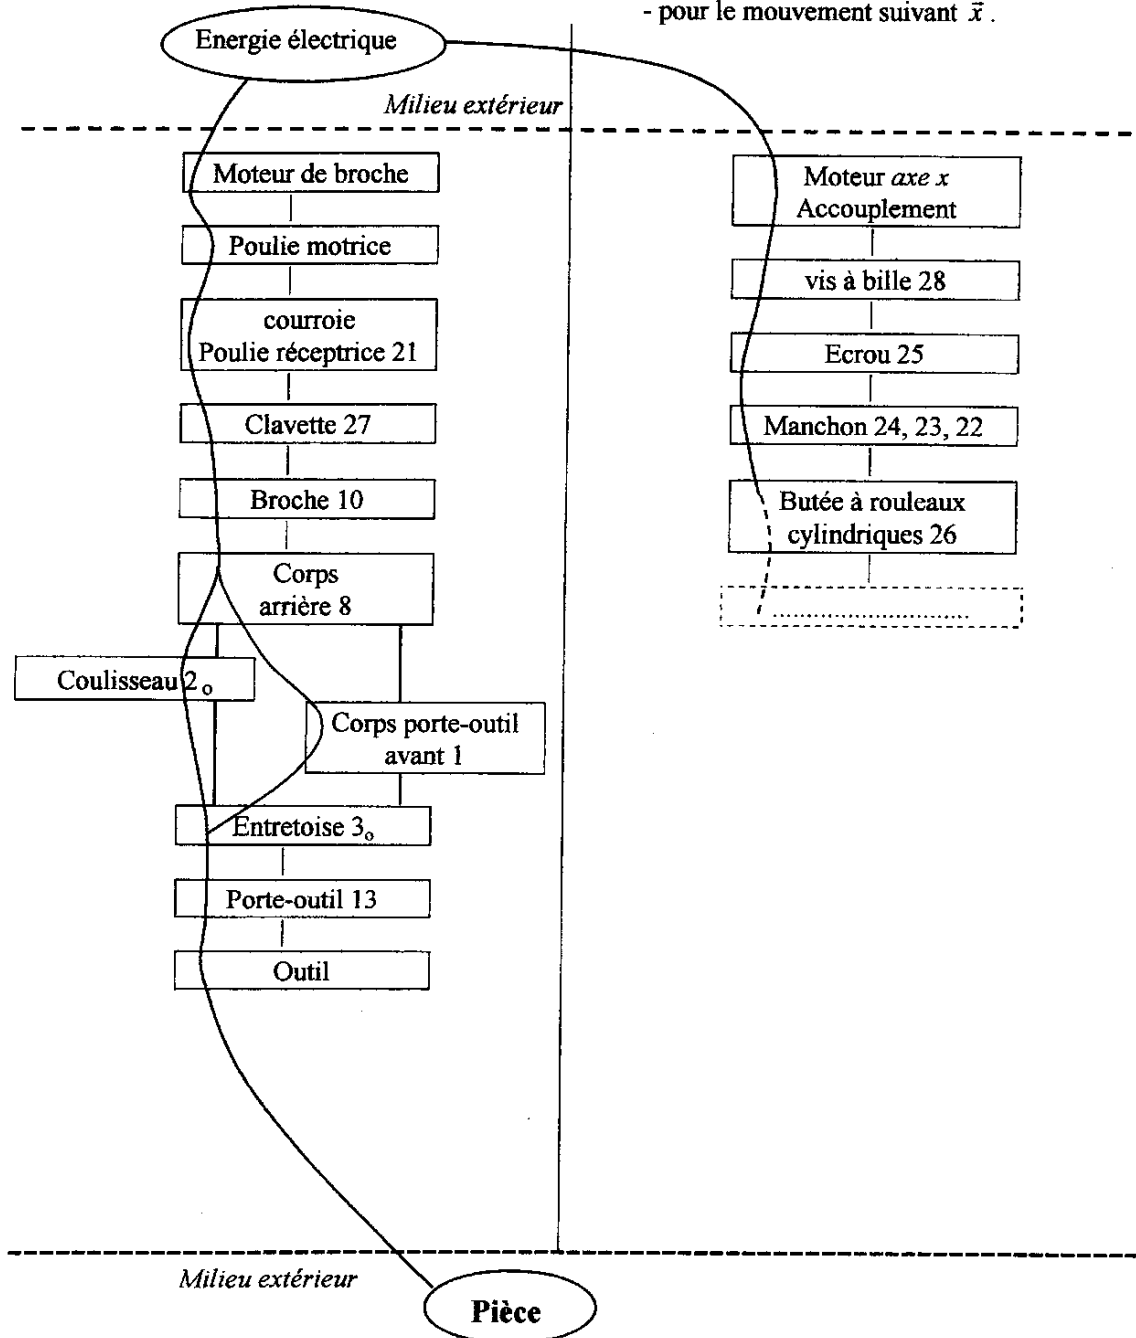 - pour le mouvement suivant x⃗ .
Energie électrique
Milieu extérieur
Moteur de broche
Poulie motrice
courroie
Poulie réceptrice 21
Clavette 27
Broche 10
Corps
arrière 8
Coulisseau 2 o
Corps porte-outil
avant 1
Entretoise 3o
Porte-outil 13
Outil
Moteur axe x
Accouplement
vis à bille 28
Ecrou 25
Manchon 24, 23, 22
Butée à rouleaux
cylindriques 26
............................
Milieu extérieur
Pièce